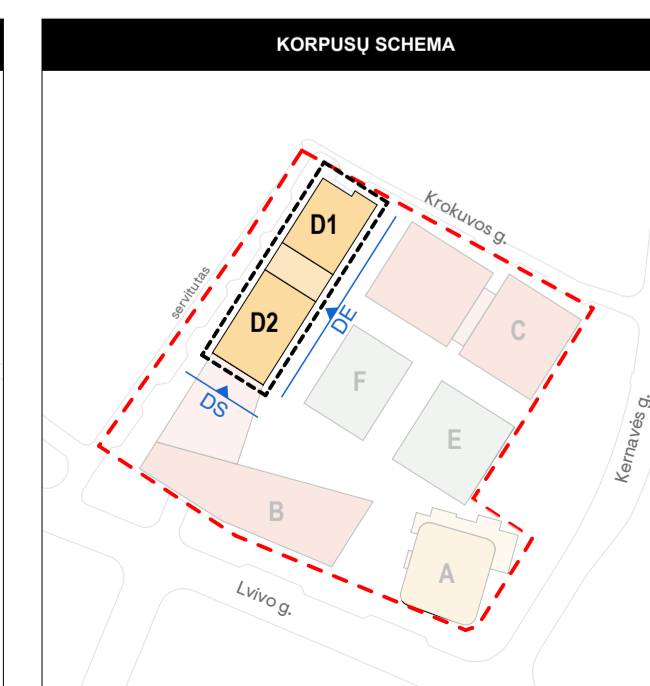 KORPUSŲ SCHEMA
Krokuvos g.
D1
servitutas
DE
D2
C
F
DS
E
Kernavės g.
B
A
Lvivo g.